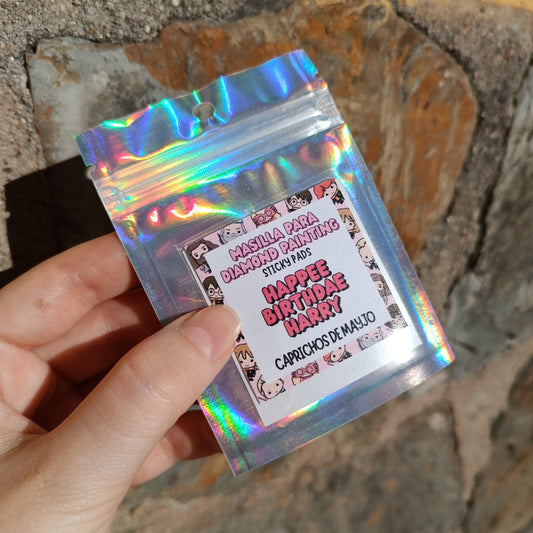 MASILLA PARA
DIAMOND PAINTING
STICKY PADS
HAPPEE
BIRTHDAE
HARRY
CAPRICHOS DE MAYJO